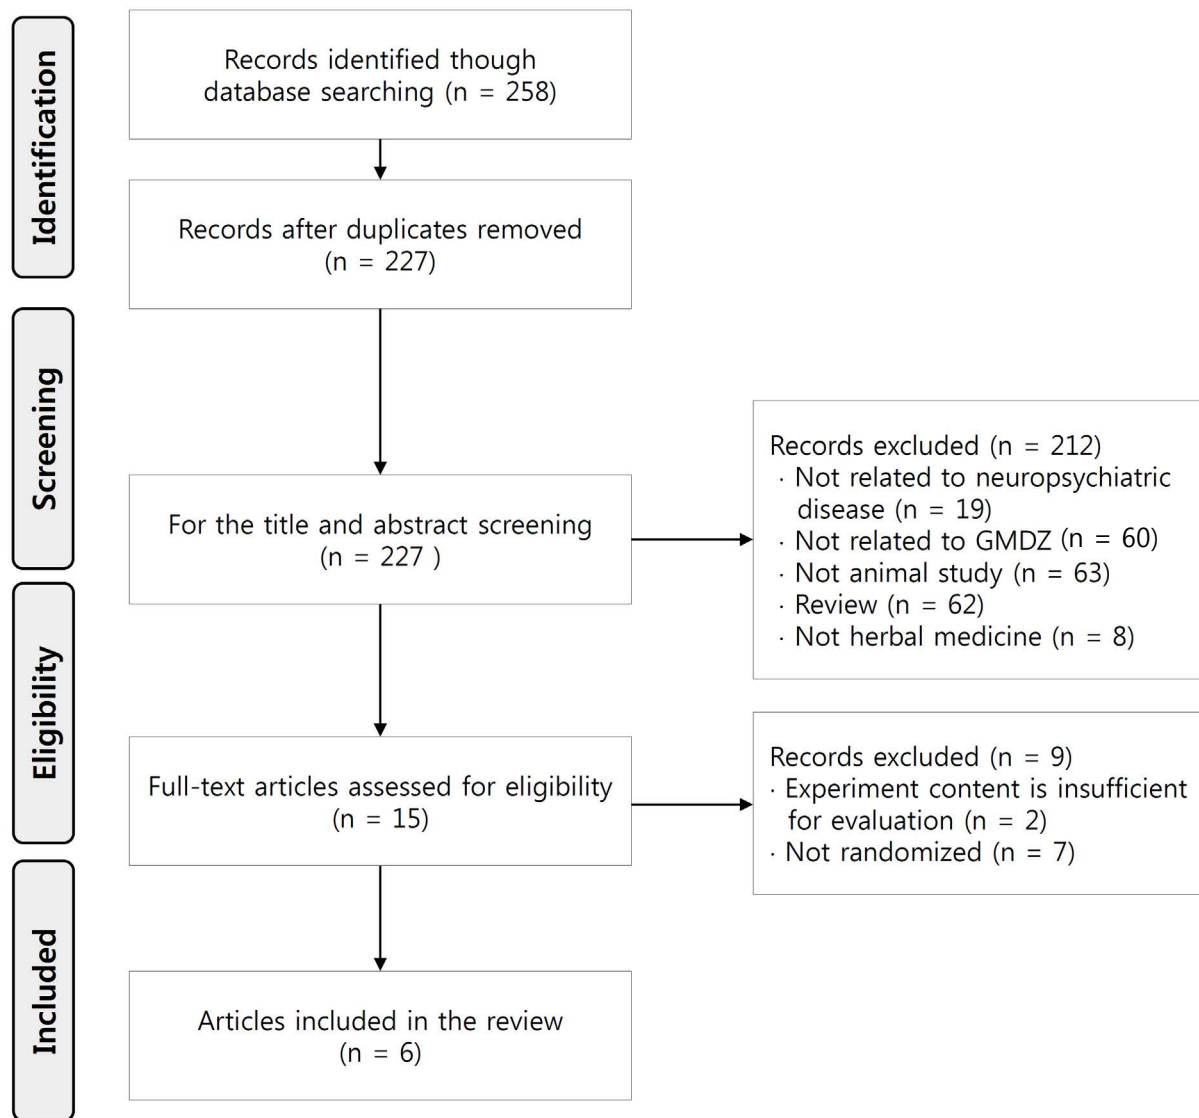 Identification
Records identified though
database searching (n = 258)
Records after duplicates removed
(n = 227)
Screening
For the title and abstract screening
(n = 227 )
Records excluded (n = 212)
· Not related to neuropsychiatric
disease (n = 19)
· Not related to GMDZ (n = 60)
· Not animal study (n = 63)
· Review (n = 62)
· Not herbal medicine (n = 8)
Eligibility
Full-text articles assessed for eligibility
(n = 15)
Records excluded (n = 9)
· Experiment content is insufficient
for evaluation (n = 2)
· Not randomized (n = 7)
Included
Articles included in the review
(n = 6)